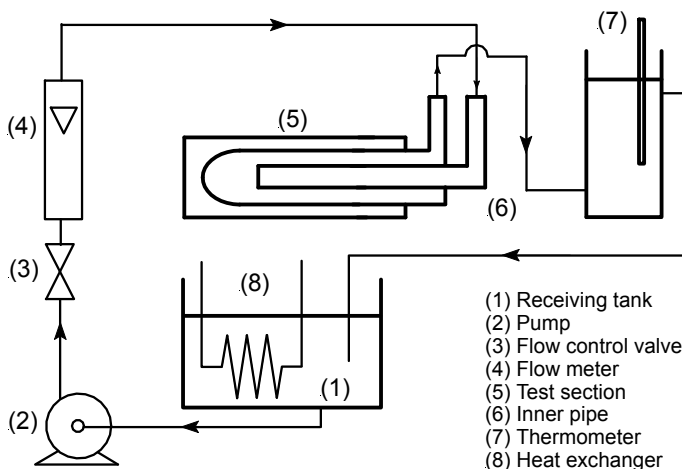 (7)
(4)
(5)
(6)
(3)
(8)
(1)
(2)
(1) Receiving tank
(2) Pump
(3) Flow control valve
(4) Flow meter
(5) Test section
(6) Inner pipe
(7) Thermometer
(8) Heat exchanger